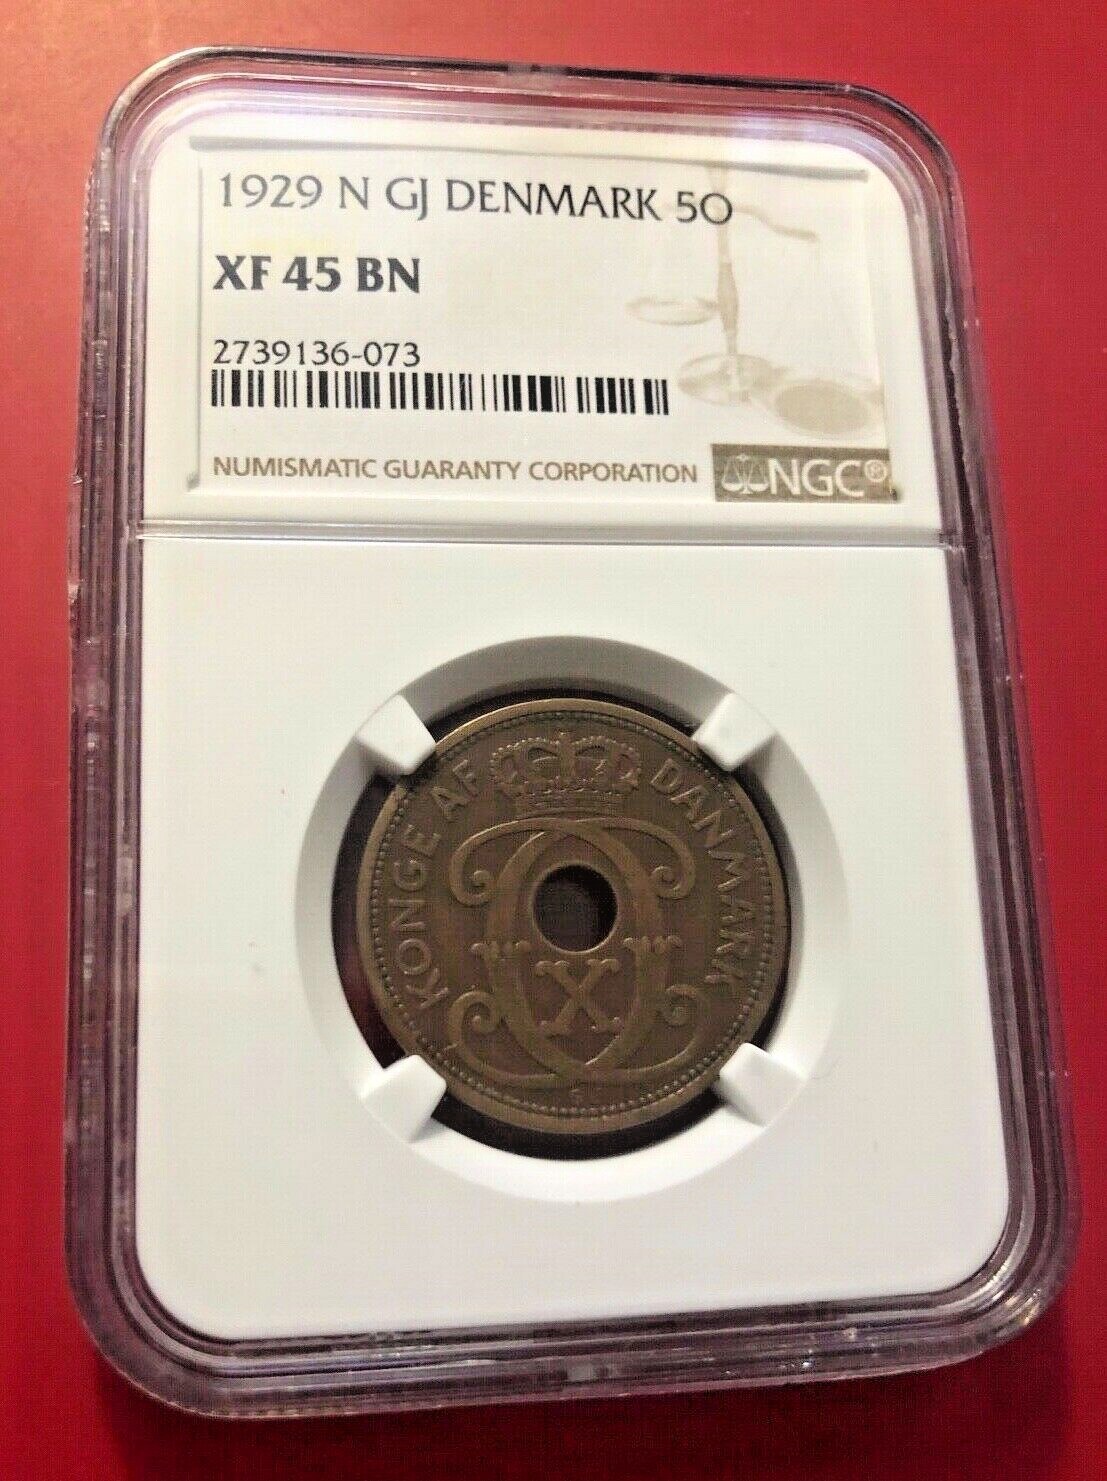 1929 N GJ DENMARK 5O
XF 45 BN
2739136-073
NUMISMATIC GUARANTY CORPORATION NGC®
KONGE AF DANMARK
X
G